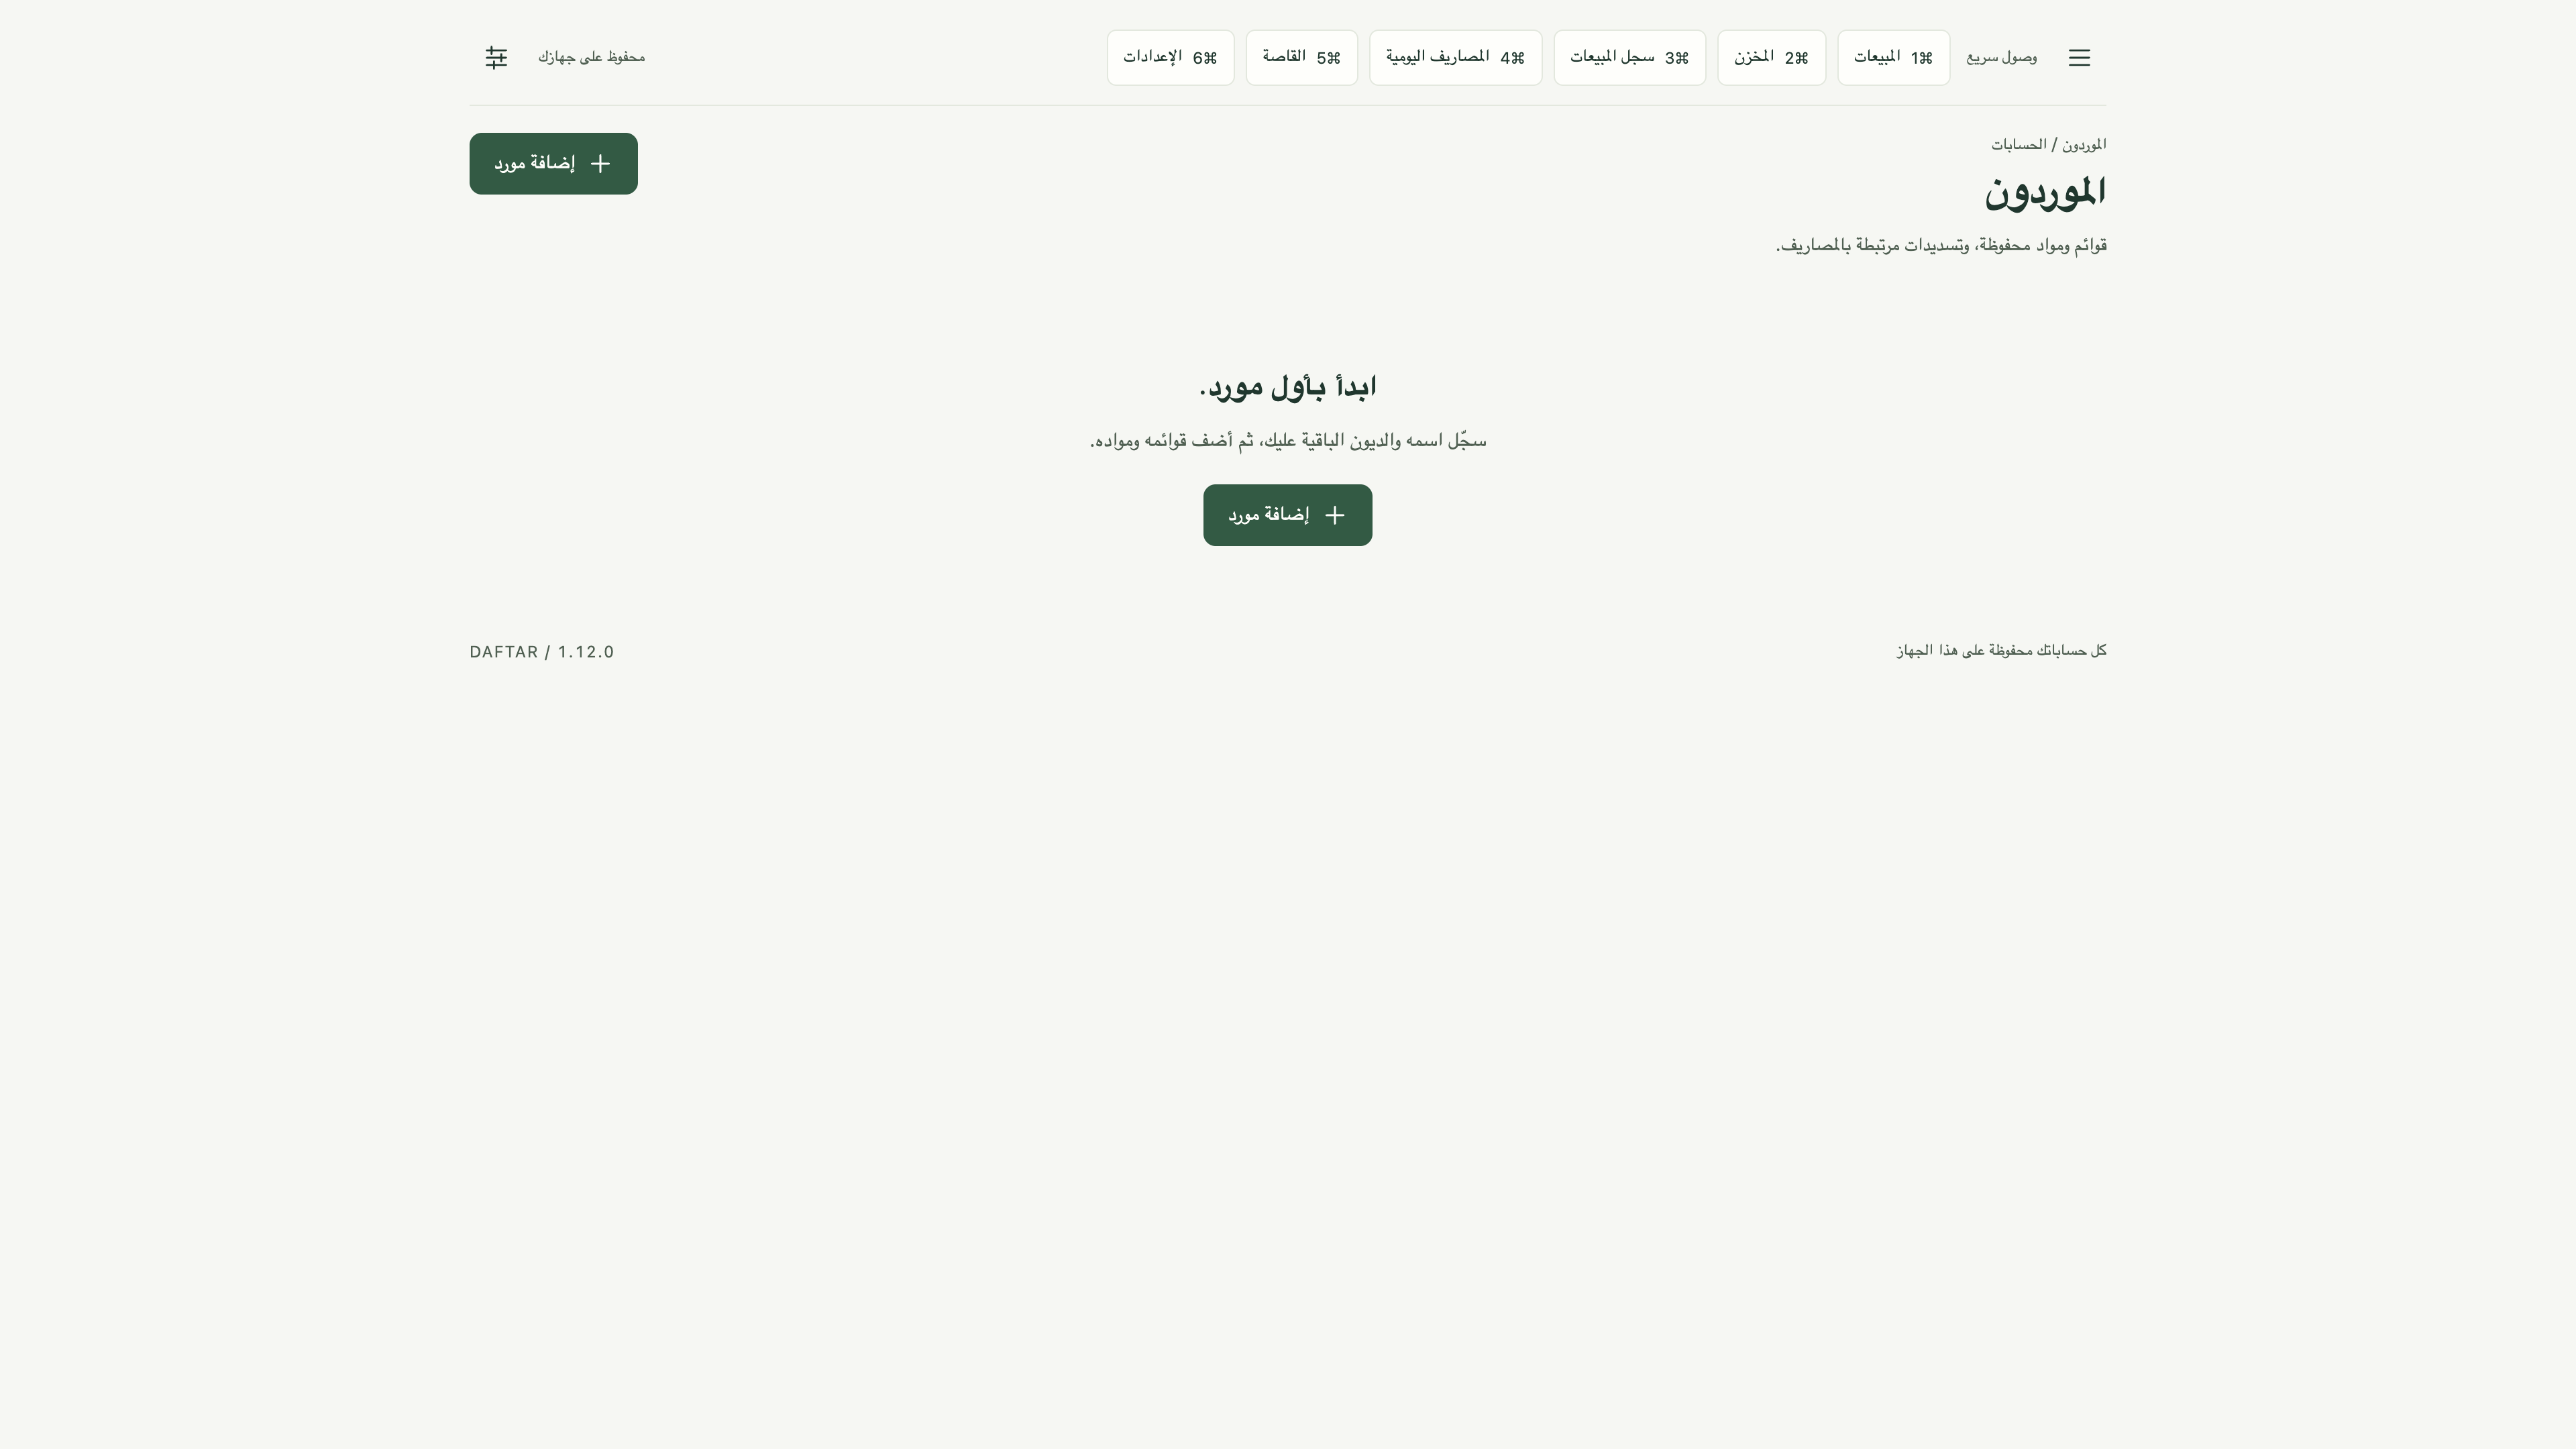 وصول سريع
⌘1 المبيعات
⌘2 المخزن
⌘3 سجل المبيعات
⌘4 المصاريف اليومية
⌘5 القاصة
⌘6 الإعدادات
محفوظ على جهازك
الموردون / الحسابات
الموردون
قوائم ومواد محفوظة، وتسديدات مرتبطة بالمصاريف.
إضافة مورد
ابدأ بأول مورد.
سجّل اسمه والديون الباقية عليك، ثم أضف قوائمه ومواده.
إضافة مورد
كل حساباتك محفوظة على هذا الجهاز
DAFTAR / 1.12.0